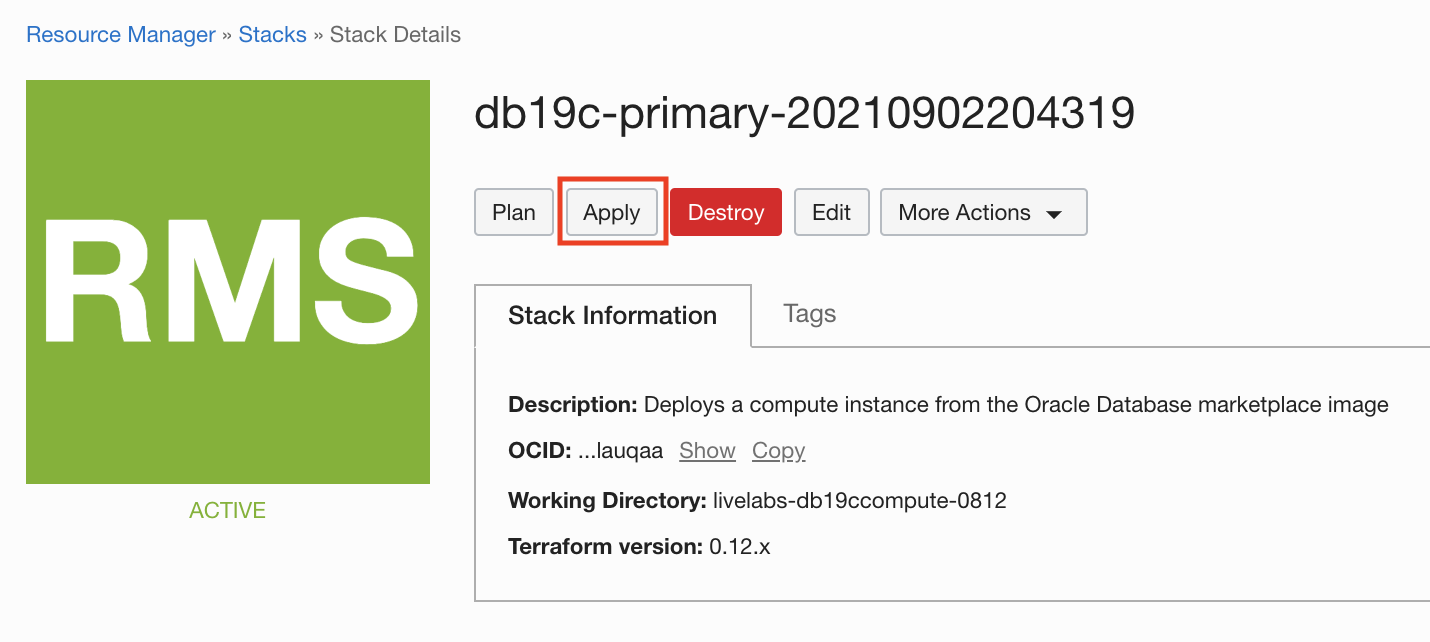 Resource Manager » Stacks » Stack Details
RMS
ACTIVE
db19c-primary-20210902204319
Plan Apply Destroy Edit More Actions
Stack Information Tags
Description: Deploys a compute instance from the Oracle Database marketplace image
OCID: ...lauqaa Show Copy
Working Directory: livelabs-db19ccompute-0812
Terraform version: 0.12.x